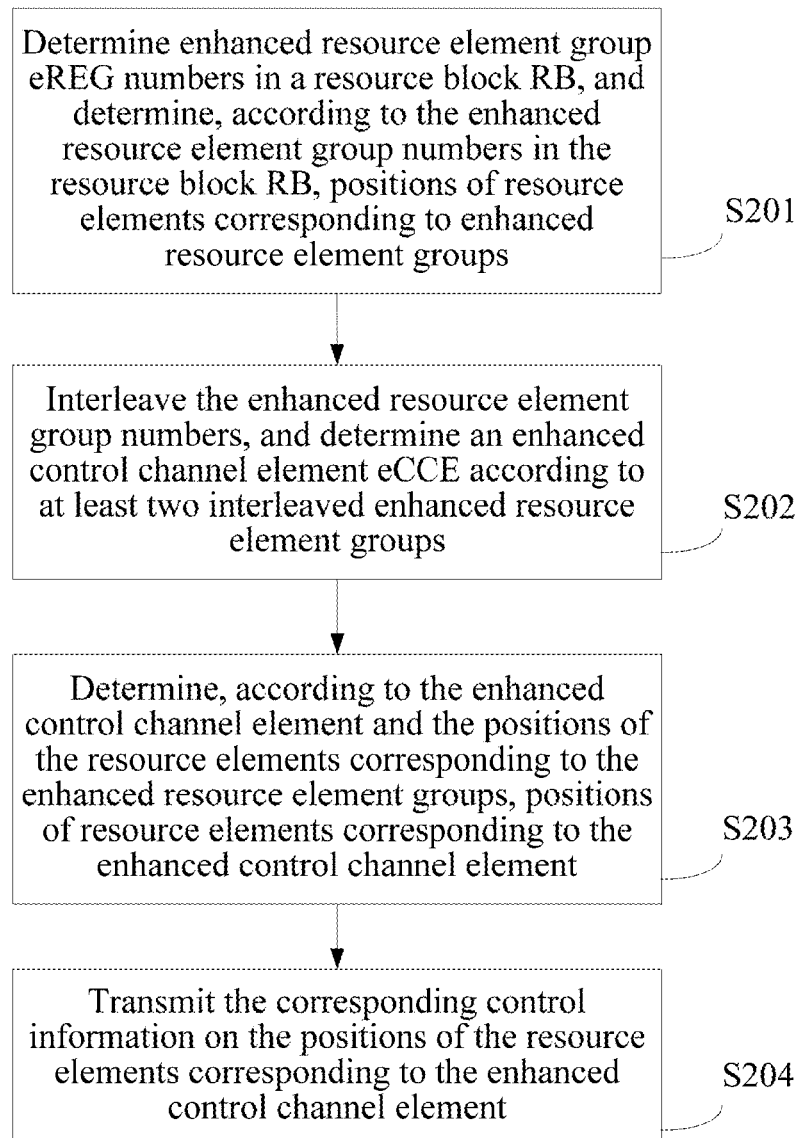 Determine enhanced resource element group
eREG numbers in a resource block RB, and
determine, according to the enhanced
resource element group numbers in the
resource block RB, positions of resource
elements corresponding to enhanced
resource element groups
S201
Interleave the enhanced resource element
group numbers, and determine an enhanced
control channel element eCCE according to
at least two interleaved enhanced resource
element groups
S202
Determine, according to the enhanced
control channel element and the positions of
the resource elements corresponding to the
enhanced resource element groups, positions
of resource elements corresponding to the
enhanced control channel element
S203
Transmit the corresponding control
information on the positions of the resource
elements corresponding to the enhanced
control channel element
S204